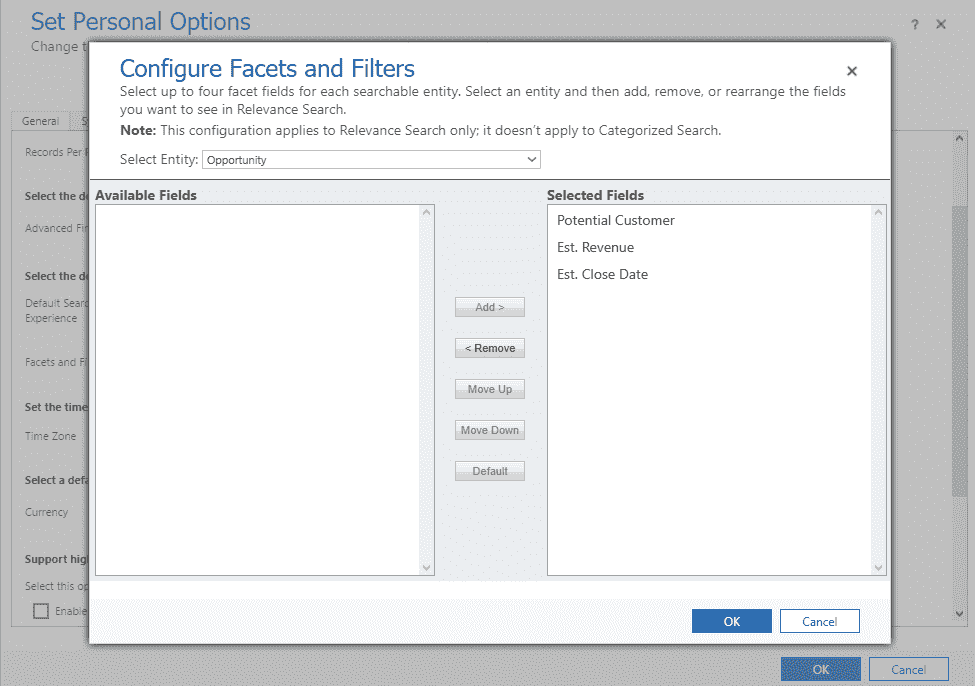 Set Personal Options
?
Change t
Configure Facets and Filters
Select up to four facet fields for each searchable entity. Select an entity and then add, remove, or rearrange the fields
you want to see in Relevance Search.
Note: This configuration applies to Relevance Search only; it doesn't apply to Categorized Search.
Select Entity: Opportunity
Available Fields
Selected Fields
Potential Customer
Est. Revenue
Est. Close Date
Add >
< Remove
Move Up
Move Down
Default
OK
Cancel
General
S
Records Per P
Select the de
Advanced Fin
Select the de
Default Searc
Experience
Facets and Fi
Set the time
Time Zone
Select a defa
Currency
Support high
Select this op
Enable
OK
Cancel